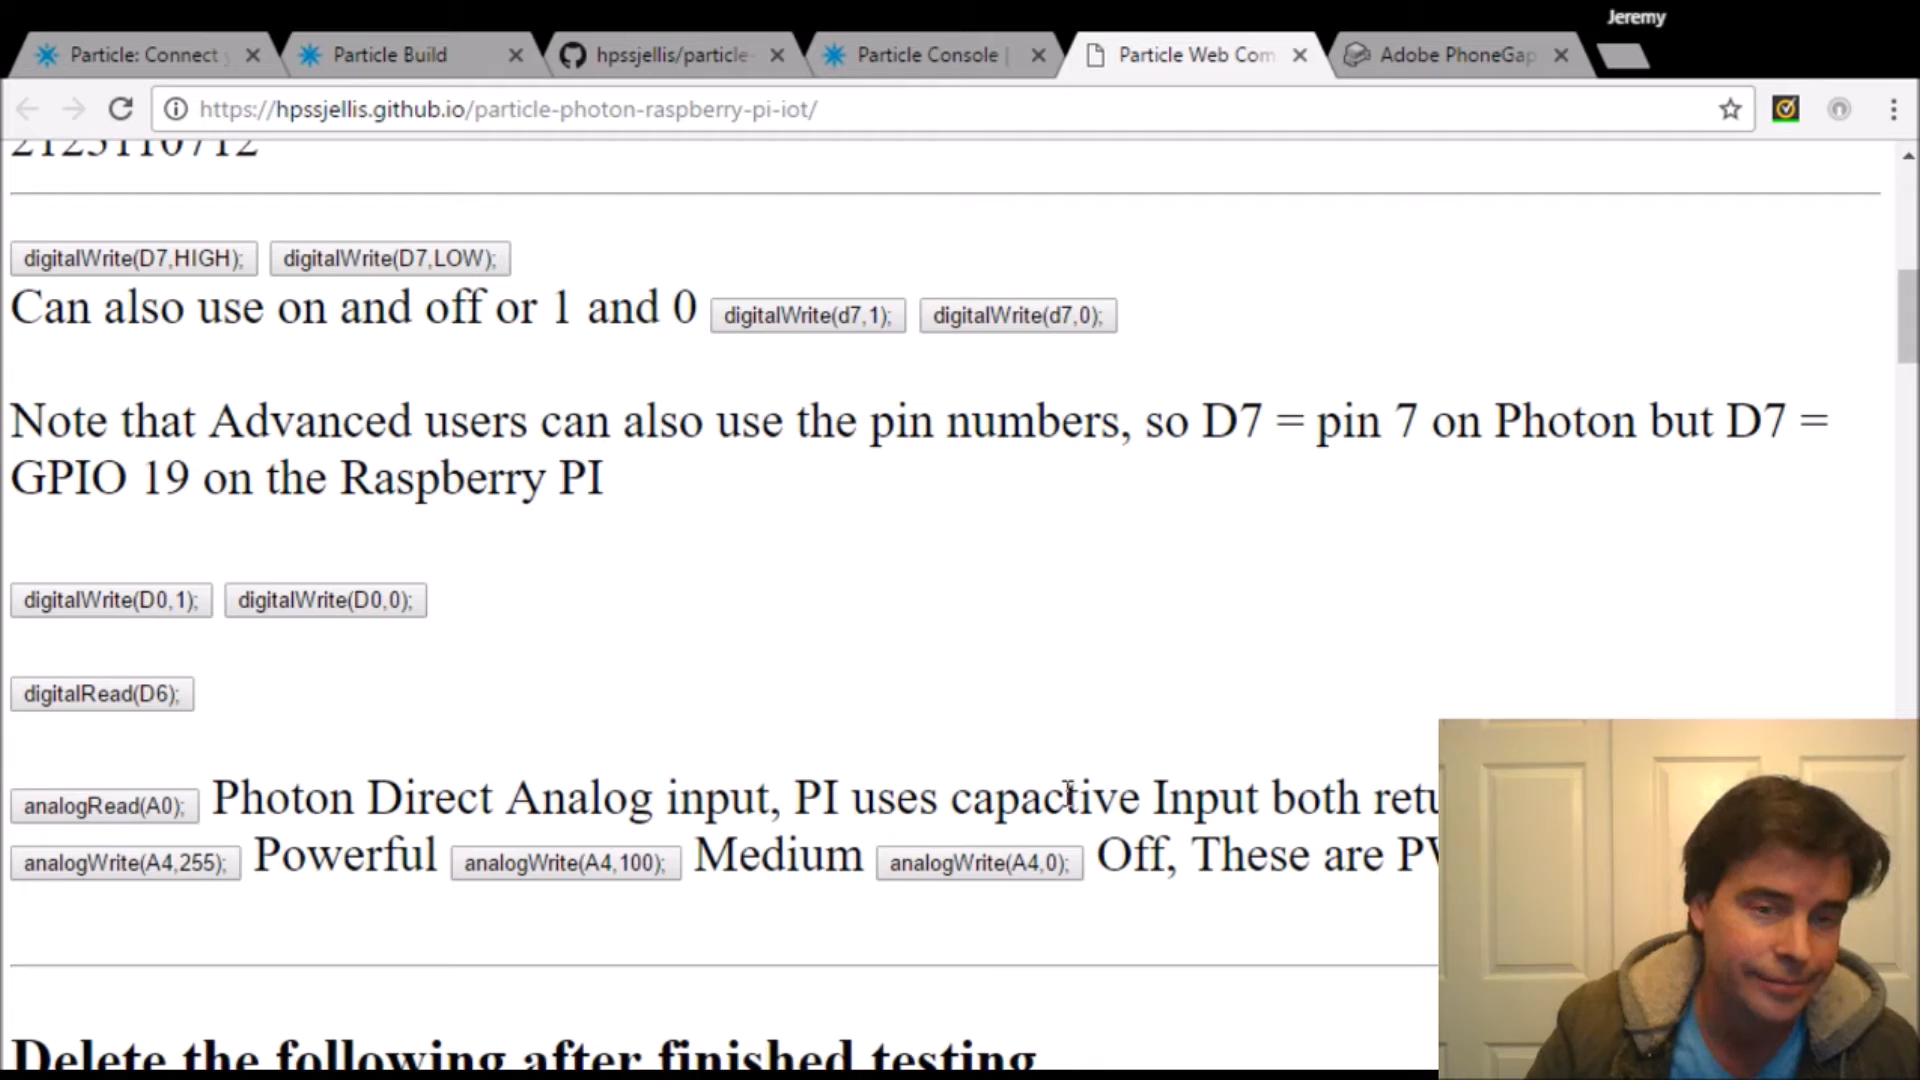 Jeremy
Particle: Connect
Particle Build
hpssjellis/particle-
Particle Console |
Particle Web Com
Adobe PhoneGap
https://hpssjellis.github.io/particle-photon-raspberry-pi-iot/
digitalWrite(D7,HIGH); digitalWrite(D7,LOW);
Can also use on and off or 1 and 0 digitalWrite(d7,1); digitalWrite(d7,0);
Note that Advanced users can also use the pin numbers, so D7 = pin 7 on Photon but D7 =
GPIO 19 on the Raspberry PI
digitalWrite(D0,1); digitalWrite(D0,0);
digitalRead(D6);
analogRead(A0); Photon Direct Analog input, PI uses capactive Input both retu
analogWrite(A4,255); Powerful analogWrite(A4,100); Medium analogWrite(A4,0); Off, These are
Delete the following after finished testing